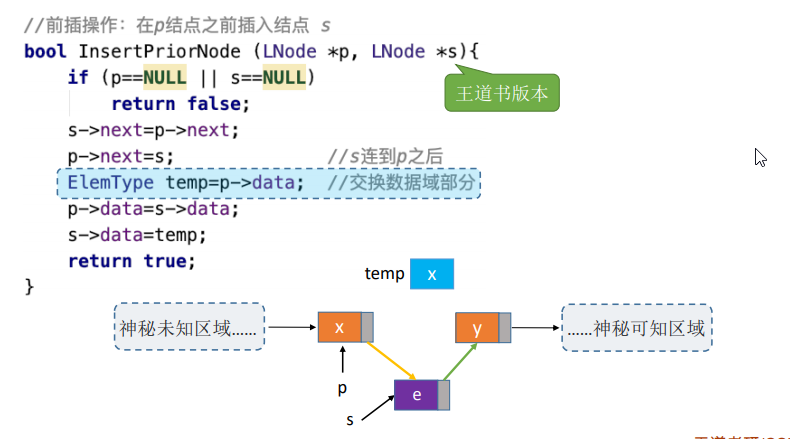 //前插操作：在p结点之前插入结点 s
bool InsertPriorNode (LNode *p, LNode *s){
if (p==NULL || s==NULL)
return false;
王道书版本
s->next=p->next;
p->next=s; //s连到p之后
ElemType temp=p->data; //交换数据域部分
p->data=s->data;
s->data=temp;
return true;
}
temp x
神秘未知区域…… x y ……神秘可知区域
p
e
s